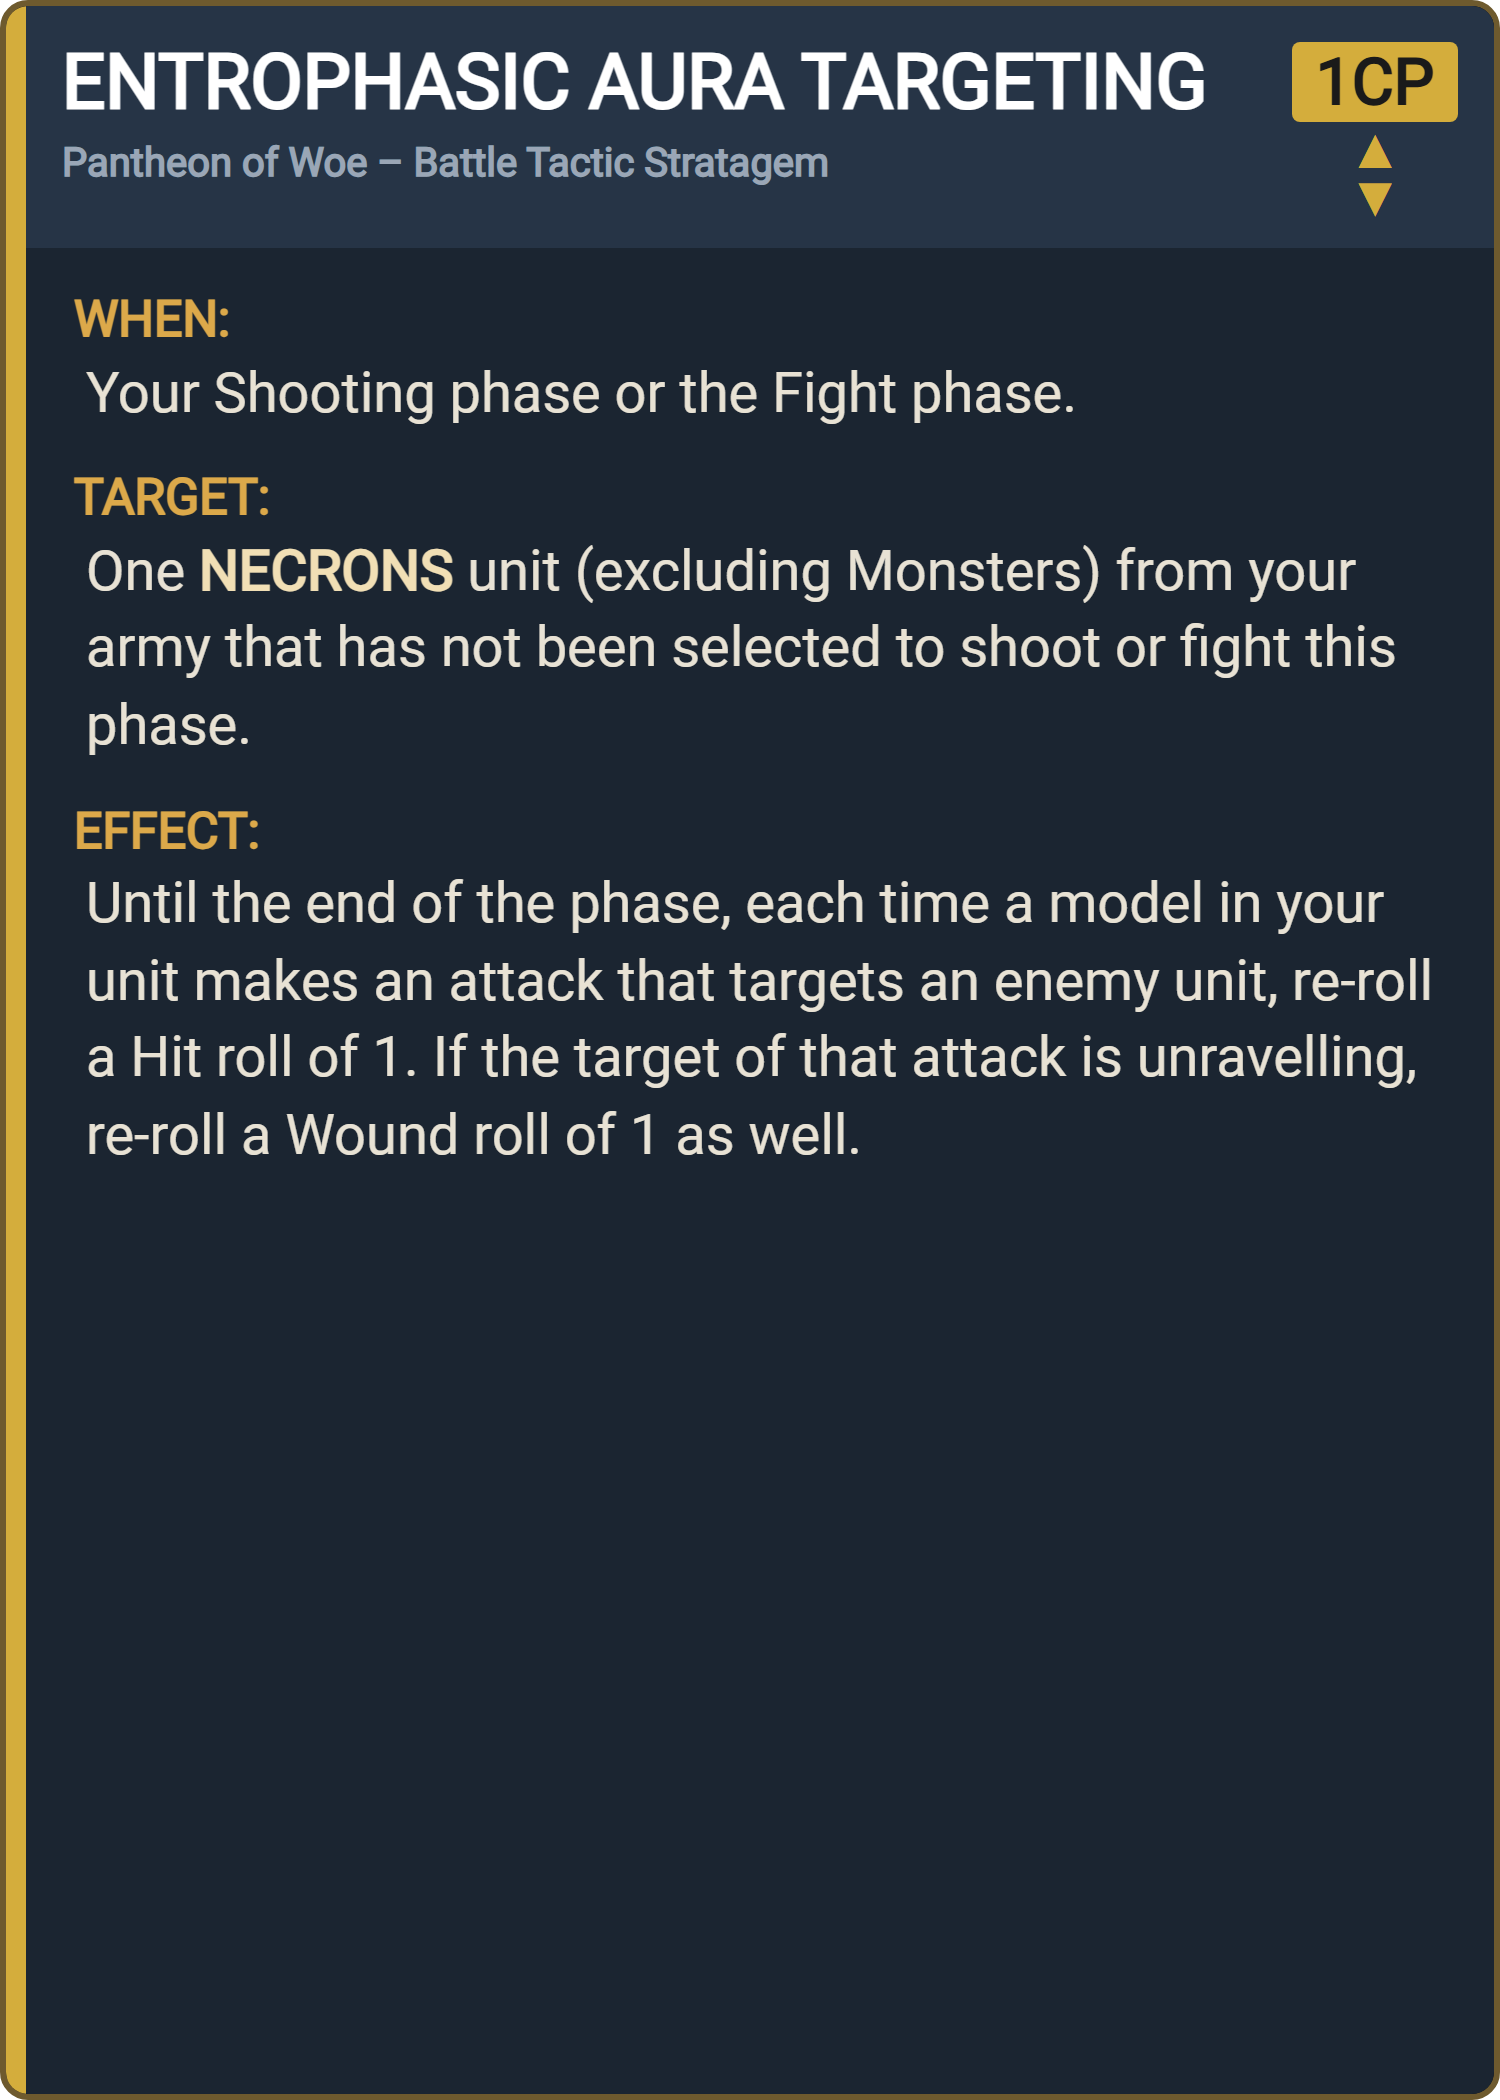 ENTROPHASIC AURA TARGETING
1CP
Pantheon of Woe – Battle Tactic Stratagem
WHEN:
Your Shooting phase or the Fight phase.
TARGET:
One NECRONS unit (excluding Monsters) from your
army that has not been selected to shoot or fight this
phase.
EFFECT:
Until the end of the phase, each time a model in your
unit makes an attack that targets an enemy unit, re-roll
a Hit roll of 1. If the target of that attack is unravelling,
re-roll a Wound roll of 1 as well.